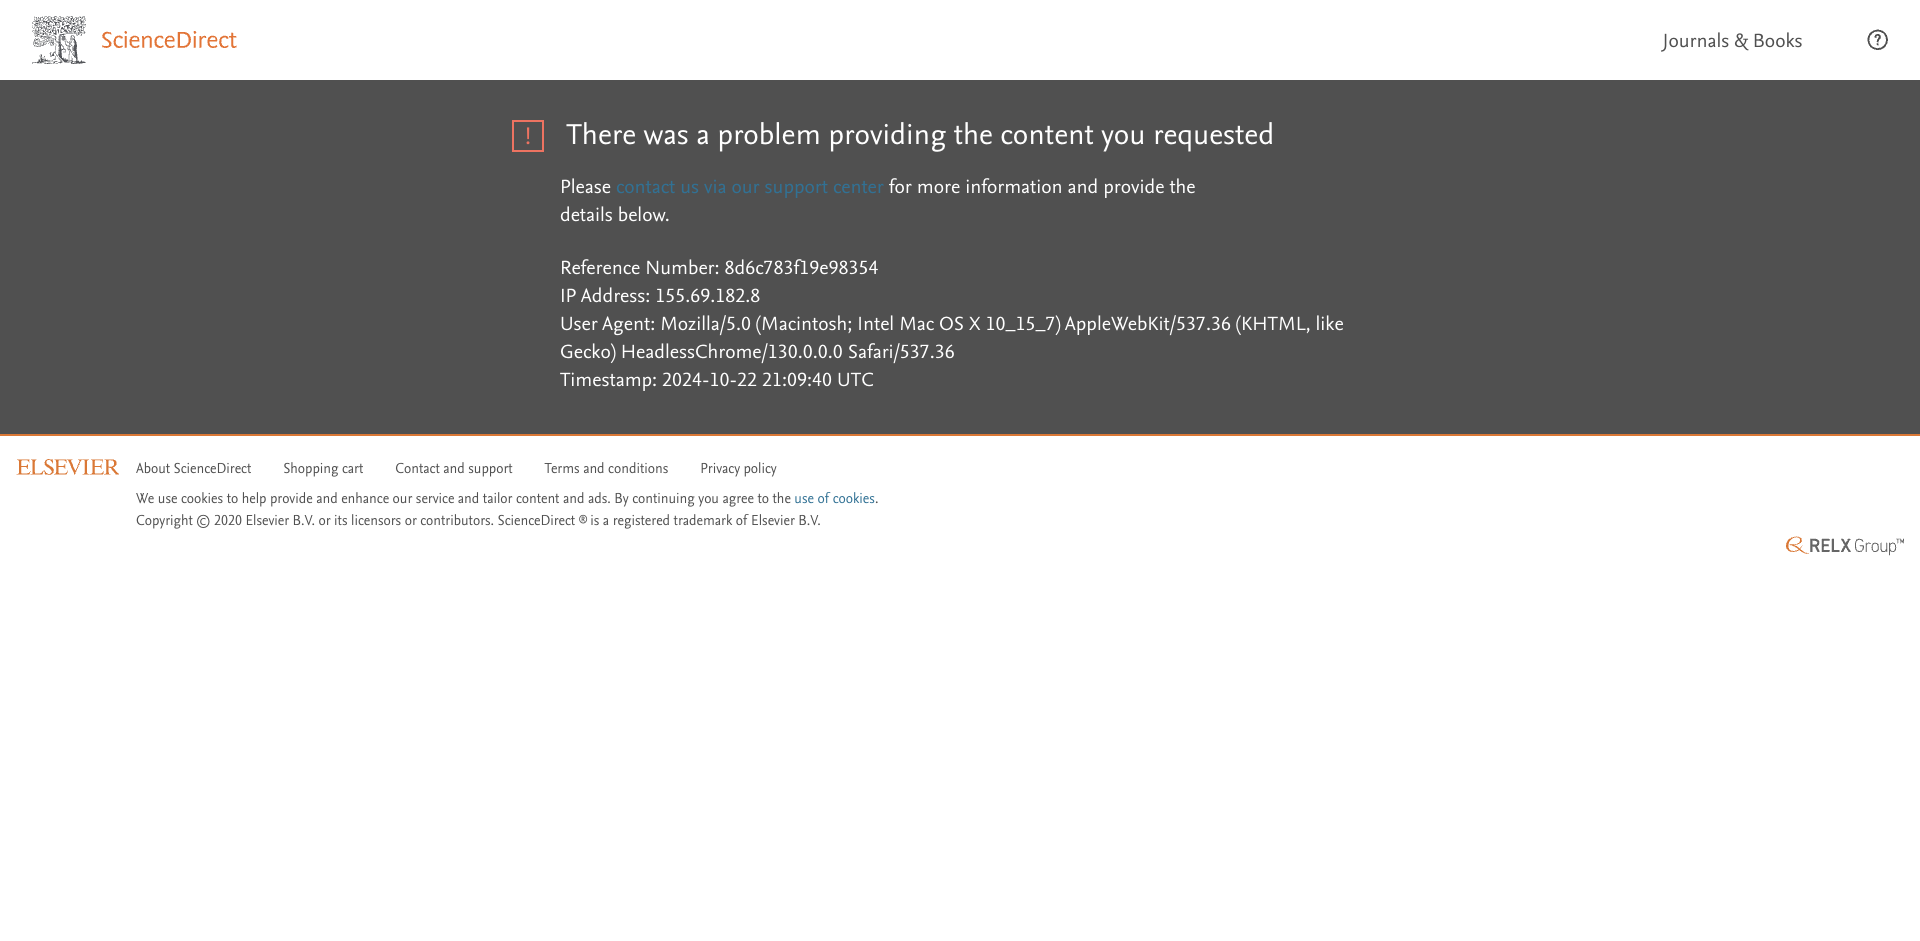 ScienceDirect
Journals & Books
?
! There was a problem providing the content you requested
Please contact us via our support center for more information and provide the
details below.
Reference Number: 8d6c783f19e98354
IP Address: 155.69.182.8
User Agent: Mozilla/5.0 (Macintosh; Intel Mac OS X 10_15_7) AppleWebKit/537.36 (KHTML, like
Gecko) HeadlessChrome/130.0.0.0 Safari/537.36
Timestamp: 2024-10-22 21:09:40 UTC
ELSEVIER
About ScienceDirect Shopping cart Contact and support Terms and conditions Privacy policy
We use cookies to help provide and enhance our service and tailor content and ads. By continuing you agree to the use of cookies.
Copyright © 2020 Elsevier B.V. or its licensors or contributors. ScienceDirect ® is a registered trademark of Elsevier B.V.
RELX Group™